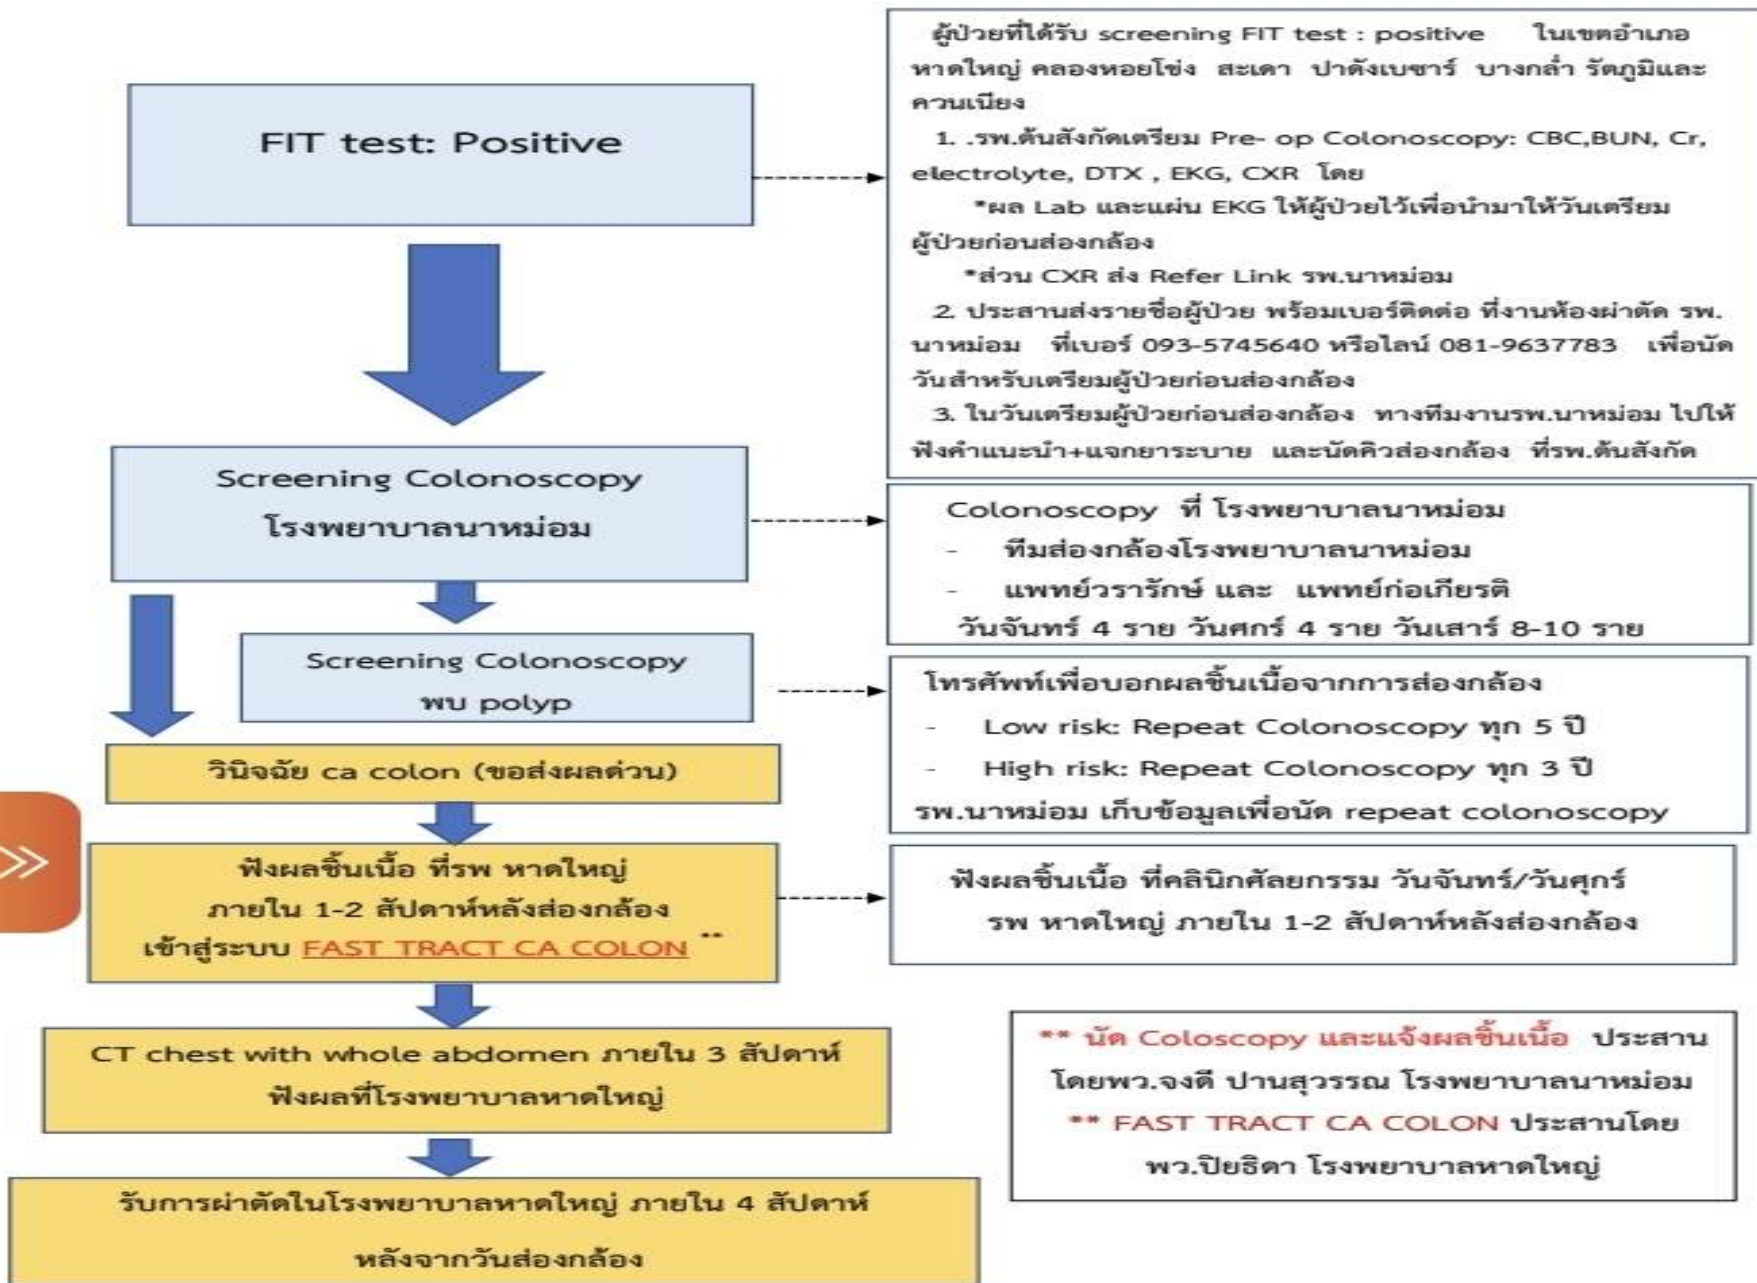 FIT test: Positive
ผู้ป่วยที่ได้รับ screening FIT test : positive ในเขตอำเภอ
หาดใหญ่ คลองหอยโข่ง สะเดา ปาดังเบซาร์ บางกล่ำ รัตภูมิและ
ควนเนียง
1. .รพ.ต้นสังกัดเตรียม Pre- op Colonoscopy: CBC,BUN, Cr,
electrolyte, DTX , EKG, CXR โดย
*ผล Lab และแผ่น EKG ให้ผู้ป่วยไว้เพื่อนำมาให้วันเตรียม
ผู้ป่วยก่อนส่องกล้อง
*ส่วน CXR ส่ง Refer Link รพ.นาหม่อม
2. ประสานส่งรายชื่อผู้ป่วย พร้อมเบอร์ติดต่อ ที่งานห้องผ่าตัด รพ.
นาหม่อม ที่เบอร์ 093-5745640 หรือไลน์ 081-9637783 เพื่อนัด
วันสำหรับเตรียมผู้ป่วยก่อนส่องกล้อง
3. ในวันเตรียมผู้ป่วยก่อนส่องกล้อง ทางทีมงานรพ.นาหม่อม ไปให้
ฟังคำแนะนำ+แจกยาระบาย และนัดคิวส่องกล้อง ที่รพ.ต้นสังกัด
Screening Colonoscopy
โรงพยาบาลนาหม่อม
Colonoscopy ที่ โรงพยาบาลนาหม่อม
- ทีมส่องกล้องโรงพยาบาลนาหม่อม
- แพทย์วรารักษ์ และ แพทย์ก่อเกียรติ
วันจันทร์ 4 ราย วันศกร์ 4 ราย วันเสาร์ 8-10 ราย
Screening Colonoscopy
พบ polyp
โทรศัพท์เพื่อบอกผลชิ้นเนื้อจากการส่องกล้อง
- Low risk: Repeat Colonoscopy ทุก 5 ปี
- High risk: Repeat Colonoscopy ทุก 3 ปี
รพ.นาหม่อม เก็บข้อมูลเพื่อนัด repeat colonoscopy
วินิจฉัย ca colon (ขอส่งผลด่วน)
ฟังผลชิ้นเนื้อ ที่รพ หาดใหญ่
ภายใน 1-2 สัปดาห์หลังส่องกล้อง
เข้าสู่ระบบ FAST TRACT CA COLON **
ฟังผลชิ้นเนื้อ ที่คลินิกศัลยกรรม วันจันทร์/วันศุกร์
รพ หาดใหญ่ ภายใน 1-2 สัปดาห์หลังส่องกล้อง
CT chest with whole abdomen ภายใน 3 สัปดาห์
ฟังผลที่โรงพยาบาลหาดใหญ่
** นัด Coloscopy และแจ้งผลชิ้นเนื้อ ประสาน
โดยพว.จงดี ปานสุวรรณ โรงพยาบาลนาหม่อม
** FAST TRACT CA COLON ประสานโดย
พว.ปิยธิดา โรงพยาบาลหาดใหญ่
รับการผ่าตัดในโรงพยาบาลหาดใหญ่ ภายใน 4 สัปดาห์
หลังจากวันส่องกล้อง